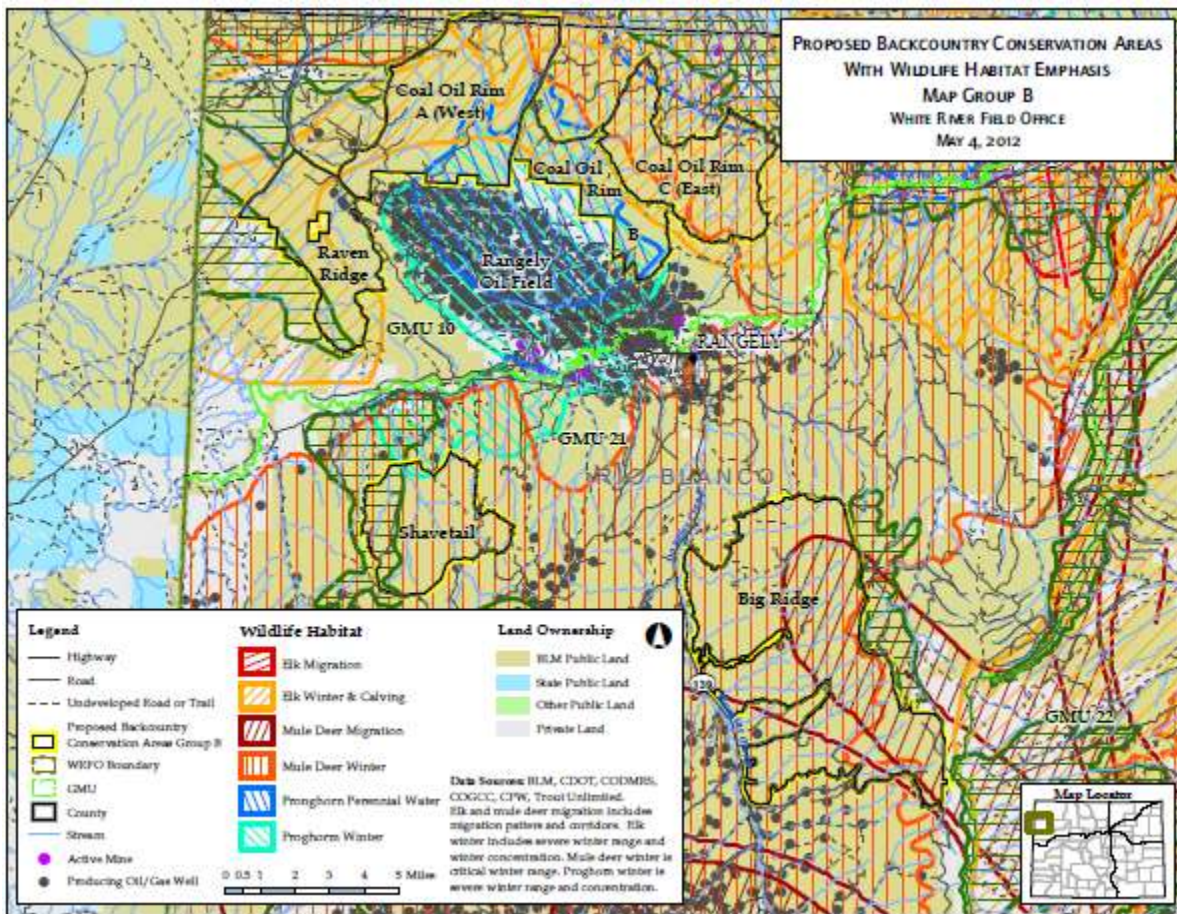 PROPOSED BACKCOUNTRY CONSERVATION AREAS
WITH WILDLIFE HABITAT EMPHASIS
MAP GROUP B
WHITE RIVER FIELD OFFICE
MAY 4, 2012
Coal Oil Rim
A (West)
Coal Oil
Rim
B
Coal Oil Rim
C (East)
Raven
Ridge
Rangely
Oil Field
GMU 10
RANGELY
GMU 21
RIO BLANCO
Shavetail
Big Ridge
139
GMU 22
Legend
Highway
Road
Undeveloped Road or Trail
Proposed Backcountry
Conservation Areas Group B
WRFO Boundary
GMU
County
Stream
Active Mine
Producing Oil/Gas Well
Wildlife Habitat
Elk Migration
Elk Winter & Calving
Mule Deer Migration
Mule Deer Winter
Pronghorn Perennial Water
Proghorm Winter
0 0.5 1 2 3 4 5 Miles
Land Ownership
BLM Public Land
State Public Land
Other Public Land
Private Land
Data Sources: BLM, CDOT, CODMRS,
COGCC, CPW, Trout Unlimited.
Elk and mule deer migration includes
migration pattern and corridors. Elk
winter includes severe winter range and
winter concentration. Mule deer winter is
critical winter range. Proghorn winter is
severe winter range and concentration.
Map Locator